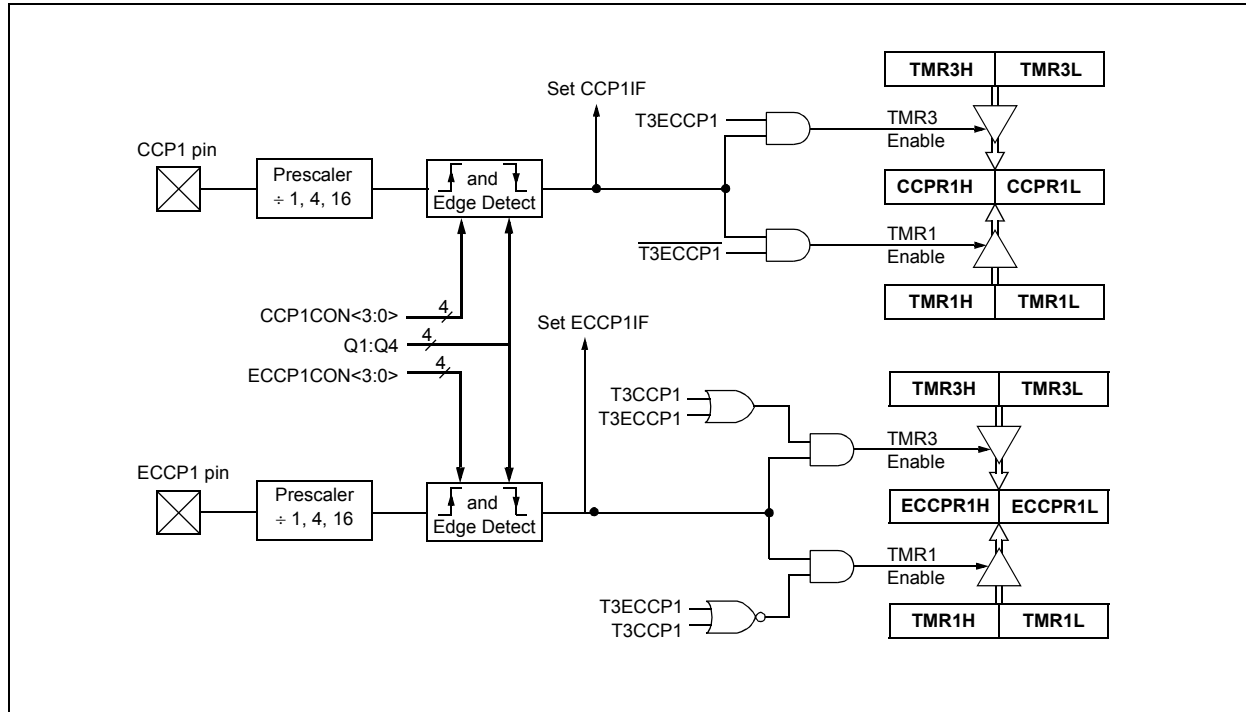 TMR3H TMR3L
Set CCP1IF
T3ECCP1
TMR3
Enable
CCP1 pin
Prescaler
÷ 1, 4, 16
and
Edge Detect
CCPR1H CCPR1L
T3ECCP1
TMR1
Enable
TMR1H TMR1L
CCP1CON<3:0> 4
Q1:Q4 4
ECCP1CON<3:0> 4
Set ECCP1IF
TMR3H TMR3L
T3CCP1
T3ECCP1
TMR3
Enable
ECCP1 pin
Prescaler
÷ 1, 4, 16
and
Edge Detect
ECCPR1H ECCPR1L
TMR1
Enable
T3ECCP1
T3CCP1
TMR1H TMR1L